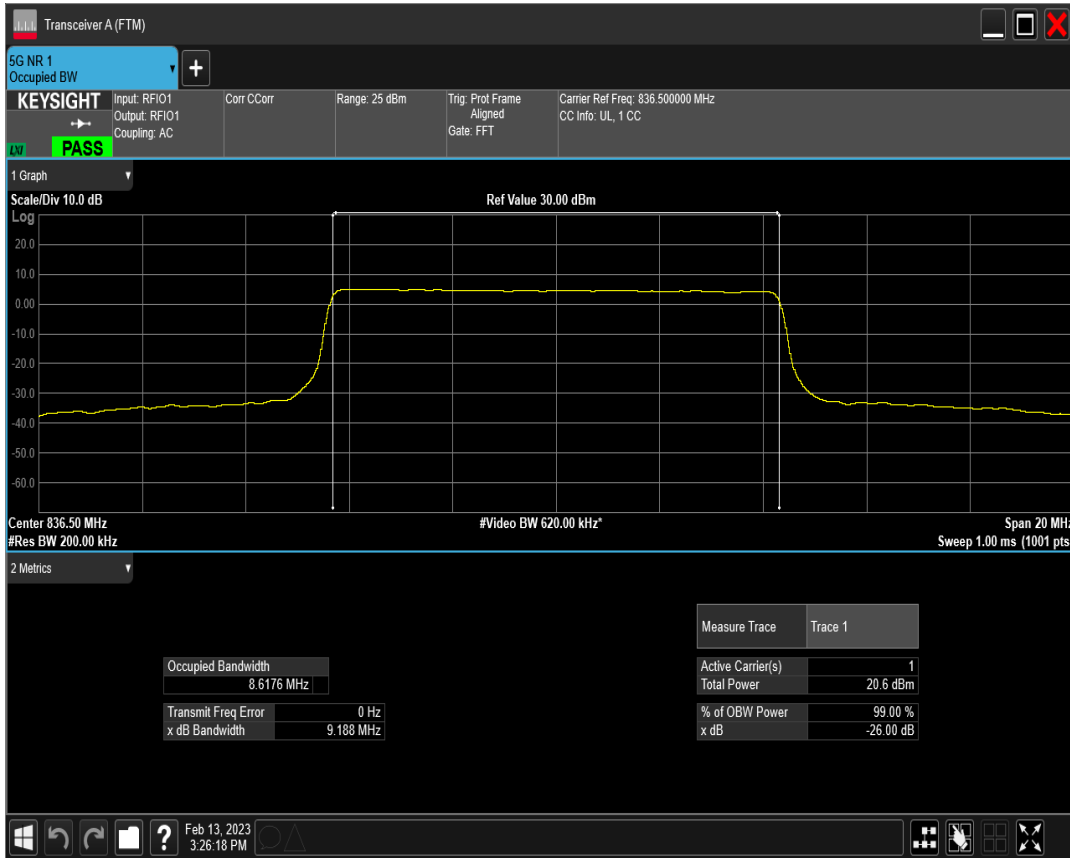 Transceiver A (FTM)
5G NR 1
Occupied BW
+
KEYSIGHT
LXI
PASS
Input: RFIO1
Output: RFIO1
Coupling: AC
Corr CCorr
Range: 25 dBm
Trig: Prot Frame
Aligned
Gate: FFT
Carrier Ref Freq: 836.500000 MHz
CC Info: UL, 1 CC
1 Graph
Scale/Div 10.0 dB
Ref Value 30.00 dBm
Log
20.0
10.0
0.00
-10.0
-20.0
-30.0
-40.0
-50.0
-60.0
Center 836.50 MHz
#Video BW 620.00 kHz*
Span 20 MHz
#Res BW 200.00 kHz
Sweep 1.00 ms (1001 pts
2 Metrics
Measure Trace Trace 1
Occupied Bandwidth
8.6176 MHz
Active Carrier(s) 1
Total Power 20.6 dBm
Transmit Freq Error 0 Hz
x dB Bandwidth 9.188 MHz
% of OBW Power 99.00 %
x dB -26.00 dB
?
Feb 13, 2023
3:26:18 PM